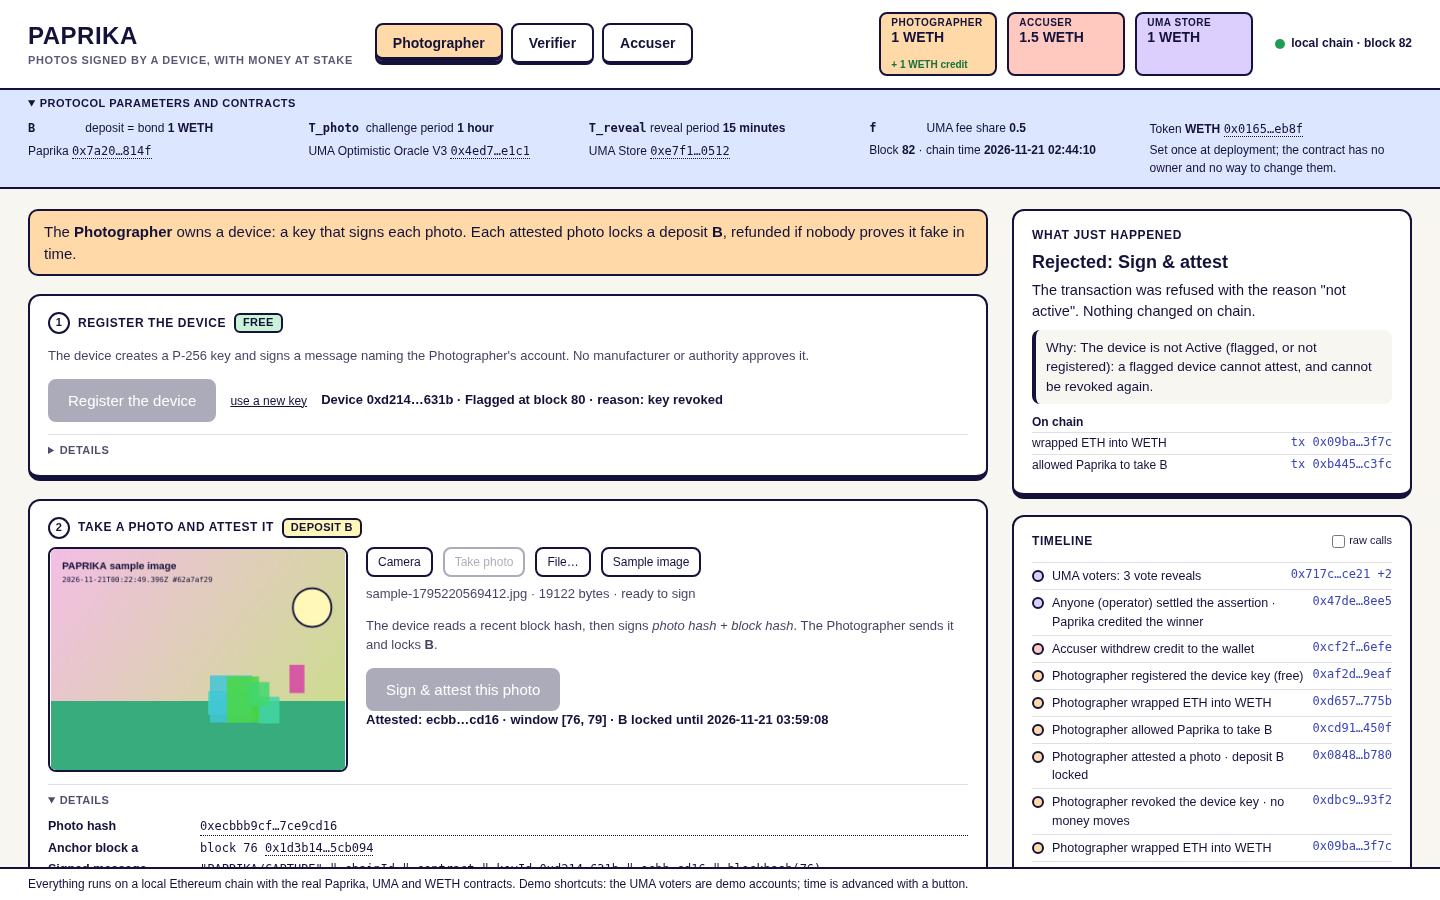 PAPRIKA
PHOTOS SIGNED BY A DEVICE, WITH MONEY AT STAKE
Photographer
Verifier
Accuser
PHOTOGRAPHER
1 WETH
+ 1 WETH credit
ACCUSER
1.5 WETH
UMA STORE
1 WETH
local chain · block 82
▾ PROTOCOL PARAMETERS AND CONTRACTS
B deposit = bond 1 WETH
T_photo challenge period 1 hour
T_reveal reveal period 15 minutes
f UMA fee share 0.5
Token WETH 0x0165…eb8f
Paprika 0x7a20…814f
UMA Optimistic Oracle V3 0x4ed7…e1c1
UMA Store 0xe7f1…0512
Block 82 · chain time 2026-11-21 02:44:10
Set once at deployment; the contract has no
owner and no way to change them.
The Photographer owns a device: a key that signs each photo. Each attested photo locks a deposit B, refunded if nobody proves it fake in
time.
1 REGISTER THE DEVICE FREE
The device creates a P-256 key and signs a message naming the Photographer's account. No manufacturer or authority approves it.
Register the device
use a new key
Device 0xd214…631b · Flagged at block 80 · reason: key revoked
▸ DETAILS
2 TAKE A PHOTO AND ATTEST IT DEPOSIT B
PAPRIKA sample image
2026-11-21T00:22:49.396Z #62a7af29
Camera
Take photo
File…
Sample image
sample-1795220569412.jpg · 19122 bytes · ready to sign
The device reads a recent block hash, then signs photo hash + block hash. The Photographer sends it
and locks B.
Sign & attest this photo
Attested: ecbb…cd16 · window [76, 79] · B locked until 2026-11-21 03:59:08
▾ DETAILS
Photo hash 0xecbbb9cf…7ce9cd16
Anchor block a block 76 0x1d3b14…5cb094
WHAT JUST HAPPENED
Rejected: Sign & attest
The transaction was refused with the reason "not
active". Nothing changed on chain.
Why: The device is not Active (flagged, or not
registered): a flagged device cannot attest, and cannot
be revoked again.
On chain
wrapped ETH into WETH tx 0x09ba…3f7c
allowed Paprika to take B tx 0xb445…c3fc
TIMELINE
raw calls
UMA voters: 3 vote reveals 0x717c…ce21 +2
Anyone (operator) settled the assertion · 0x47de…8ee5
Paprika credited the winner
Accuser withdrew credit to the wallet 0xcf2f…6efe
Photographer registered the device key (free) 0xaf2d…9eaf
Photographer wrapped ETH into WETH 0xd657…775b
Photographer allowed Paprika to take B 0xcd91…450f
Photographer attested a photo · deposit B 0x0848…b780
locked
Photographer revoked the device key · no 0xdbc9…93f2
money moves
Photographer wrapped ETH into WETH 0x09ba…3f7c
Everything runs on a local Ethereum chain with the real Paprika, UMA and WETH contracts. Demo shortcuts: the UMA voters are demo accounts; time is advanced with a button.